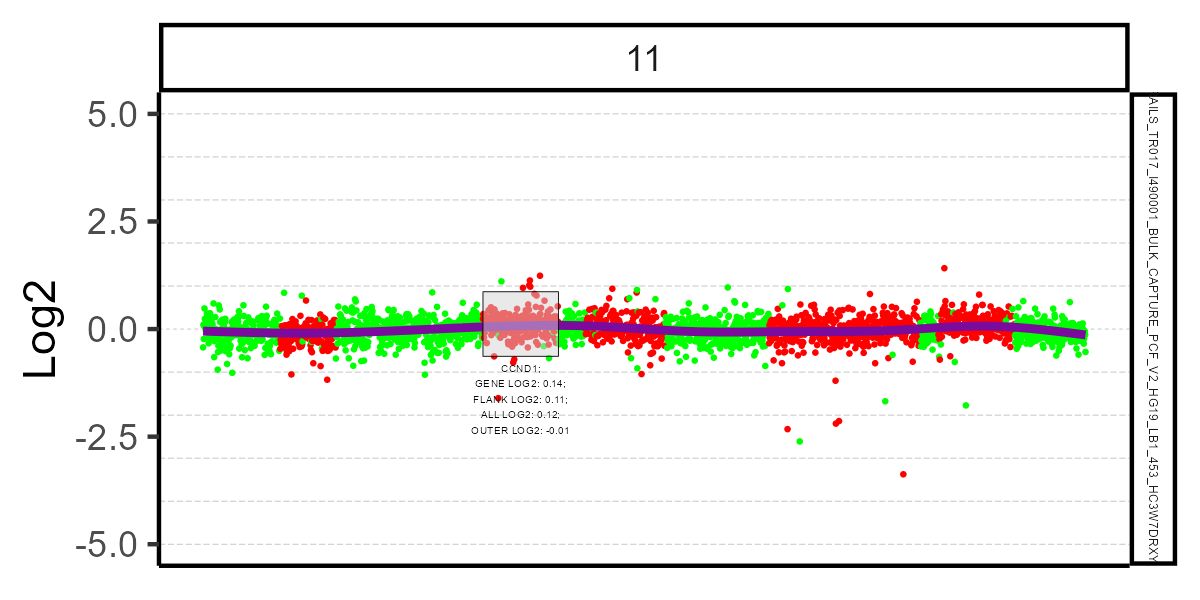 11
5.0
2.5
0.0
-2.5
-5.0
Log2
CCND1;
GENE LOG2: 0.14;
FLANK LOG2: 0.11;
ALL LOG2: 0.12;
OUTER LOG2: -0.01
AILS_TR017_I490001_BULK_CAPTURE_PCF_V2_HG19_LB1_453_HC3W7DRXY